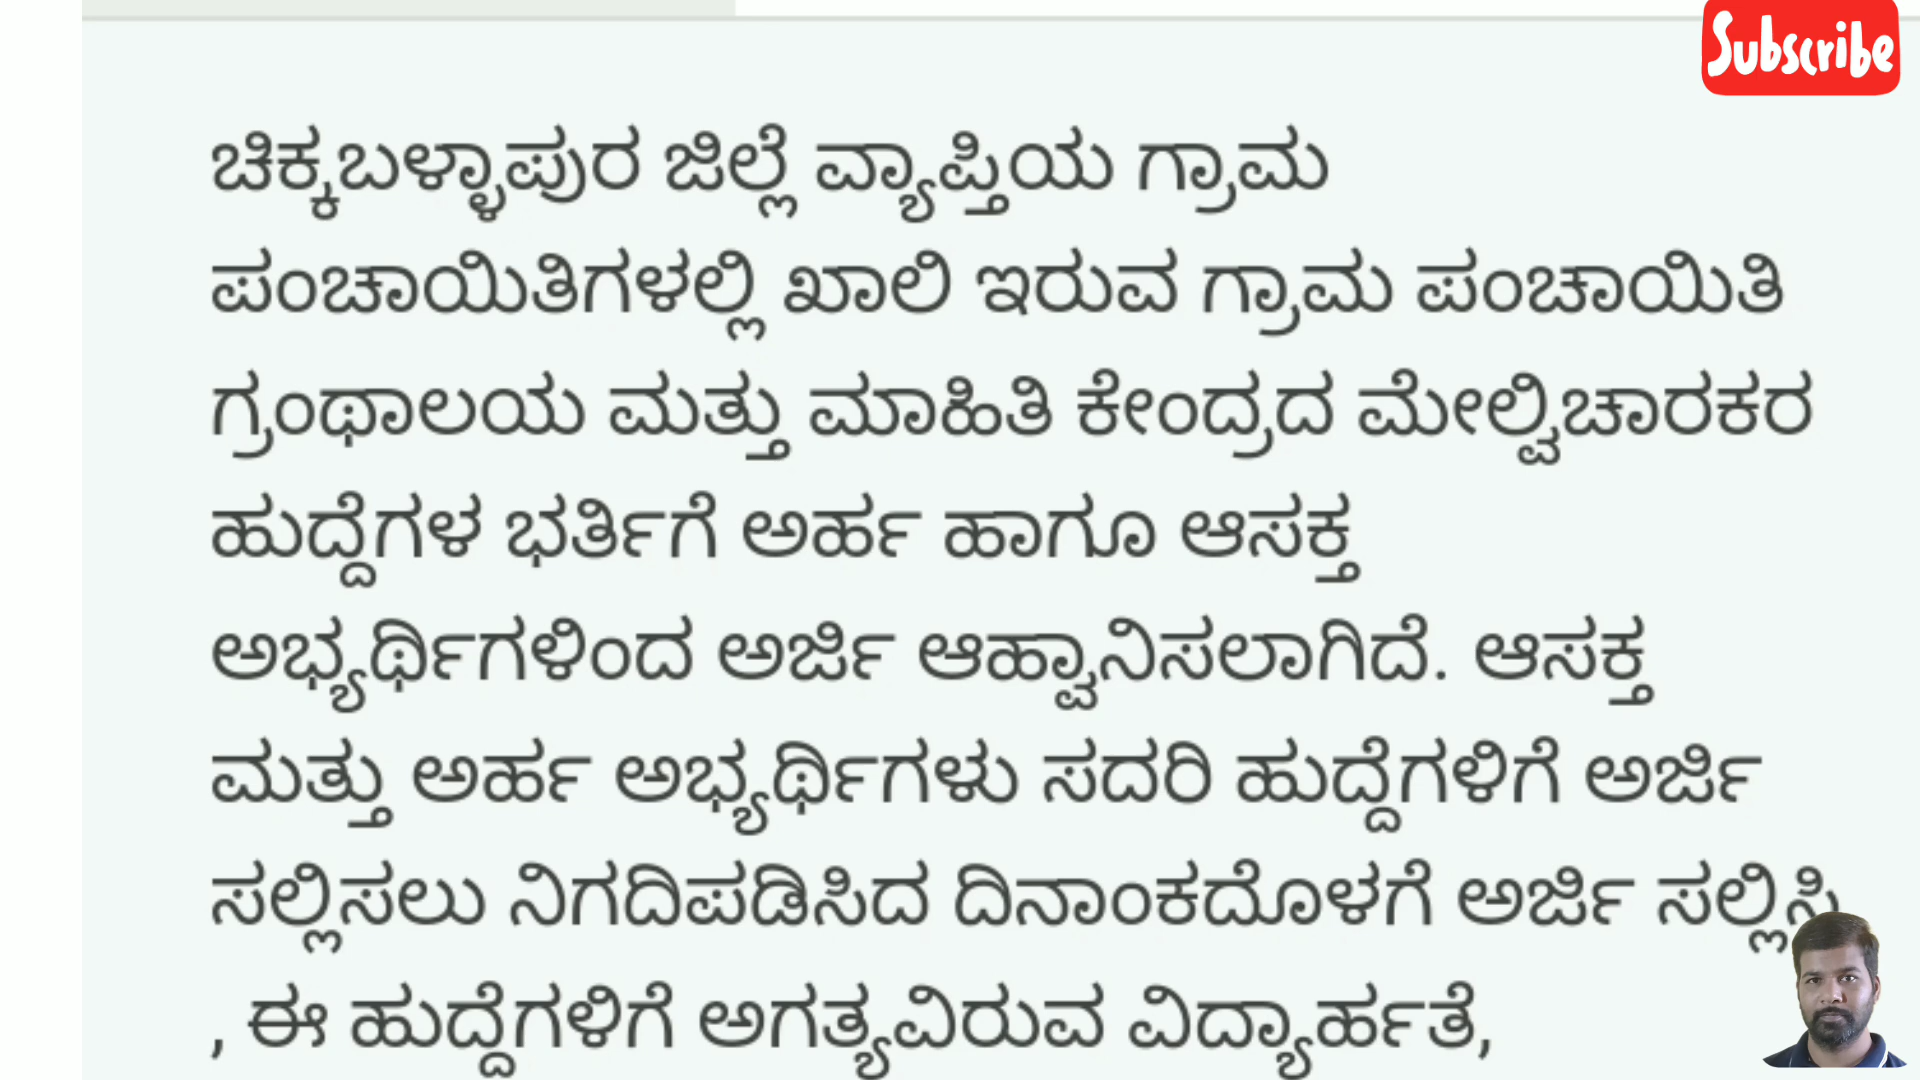 Subscribe
ಚಿಕ್ಕಬಳ್ಳಾಪುರ ಜಿಲ್ಲೆ ವ್ಯಾಪ್ತಿಯ ಗ್ರಾಮ
ಪಂಚಾಯಿತಿಗಳಲ್ಲಿ ಖಾಲಿ ಇರುವ ಗ್ರಾಮ ಪಂಚಾಯಿತಿ
ಗ್ರಂಥಾಲಯ ಮತ್ತು ಮಾಹಿತಿ ಕೇಂದ್ರದ ಮೇಲ್ವಿಚಾರಕರ
ಹುದ್ದೆಗಳ ಭರ್ತಿಗೆ ಅರ್ಹ ಹಾಗೂ ಆಸಕ್ತ
ಅಭ್ಯರ್ಥಿಗಳಿಂದ ಅರ್ಜಿ ಆಹ್ವಾನಿಸಲಾಗಿದೆ. ಆಸಕ್ತ
ಮತ್ತು ಅರ್ಹ ಅಭ್ಯರ್ಥಿಗಳು ಸದರಿ ಹುದ್ದೆಗಳಿಗೆ ಅರ್ಜಿ
ಸಲ್ಲಿಸಲು ನಿಗದಿಪಡಿಸಿದ ದಿನಾಂಕದೊಳಗೆ ಅರ್ಜಿ ಸಲ್ಲಿಸಿ
, ಈ ಹುದ್ದೆಗಳಿಗೆ ಅಗತ್ಯವಿರುವ ವಿದ್ಯಾರ್ಹತೆ,